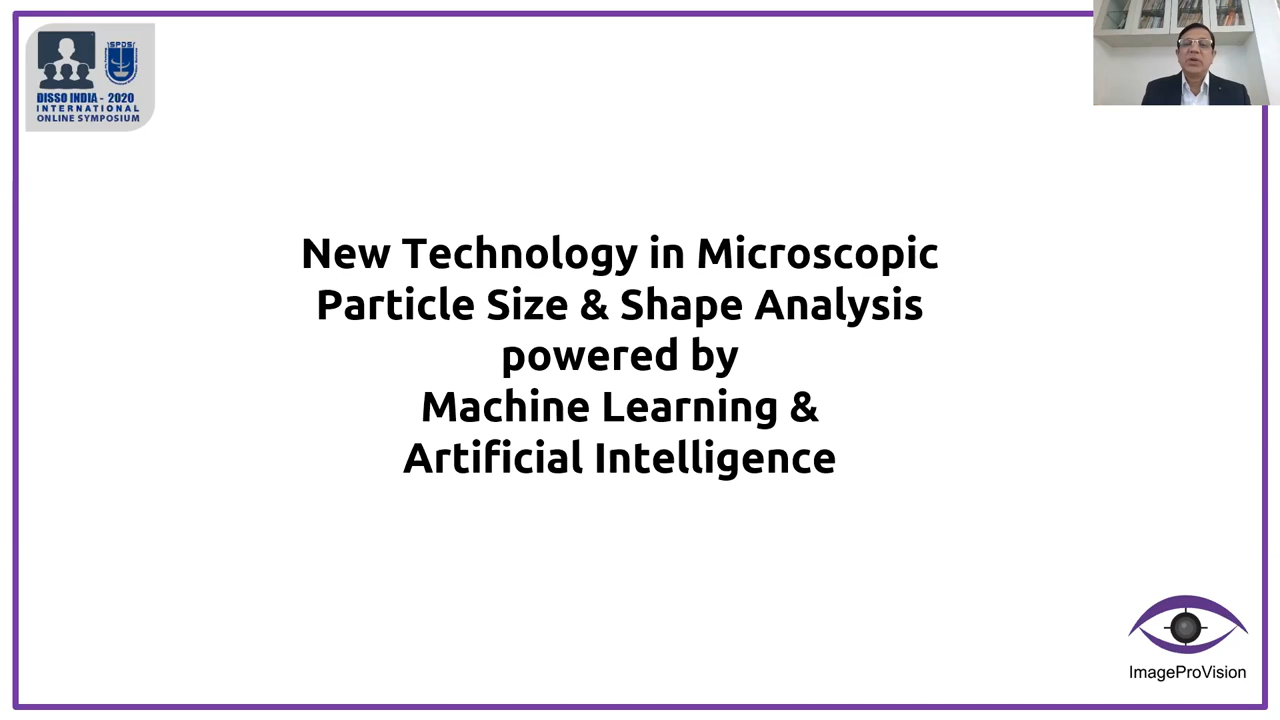 SPDS
DISSO INDIA - 2020
INTERNATIONAL
ONLINE SYMPOSIUM
New Technology in Microscopic
Particle Size & Shape Analysis
powered by
Machine Learning &
Artificial Intelligence
ImageProVision